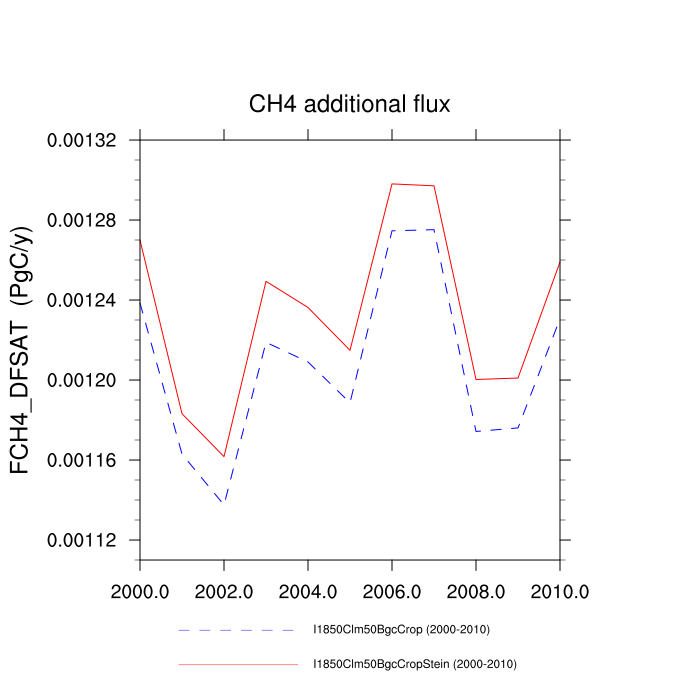 CH4 additional flux
FCH4_DFSAT (PgC/y)
0.00132
0.00128
0.00124
0.00120
0.00116
0.00112
2000.0 2002.0 2004.0 2006.0 2008.0 2010.0
I1850Clm50BgcCrop (2000-2010)
I1850Clm50BgcCropStein (2000-2010)